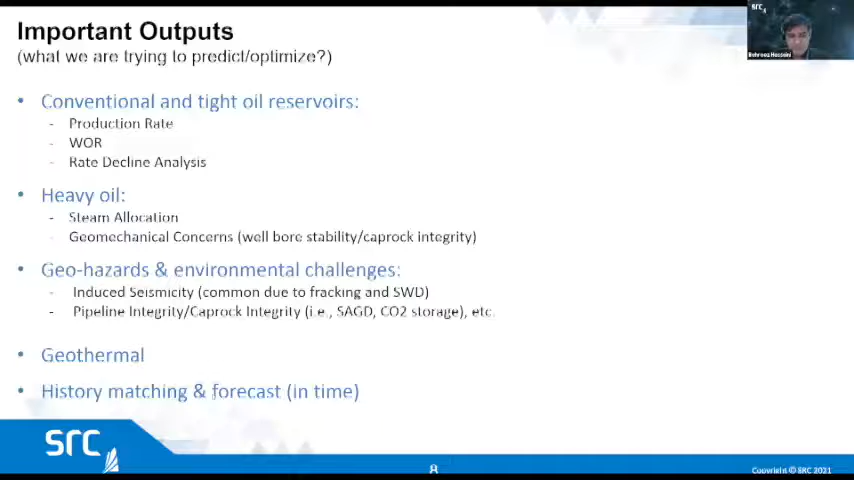 Important Outputs
(what we are trying to predict/optimize?)
• Conventional and tight oil reservoirs:
- Production Rate
- WOR
- Rate Decline Analysis
• Heavy oil:
- Steam Allocation
- Geomechanical Concerns (well bore stability/caprock integrity)
• Geo-hazards & environmental challenges:
- Induced Seismicity (common due to fracking and SWD)
- Pipeline Integrity/Caprock Integrity (i.e., SAGD, CO2 storage), etc.
• Geothermal
• History matching & forecast (in time)
src
8
Copyright © SRC 2021
src
Behrooz Hosseini